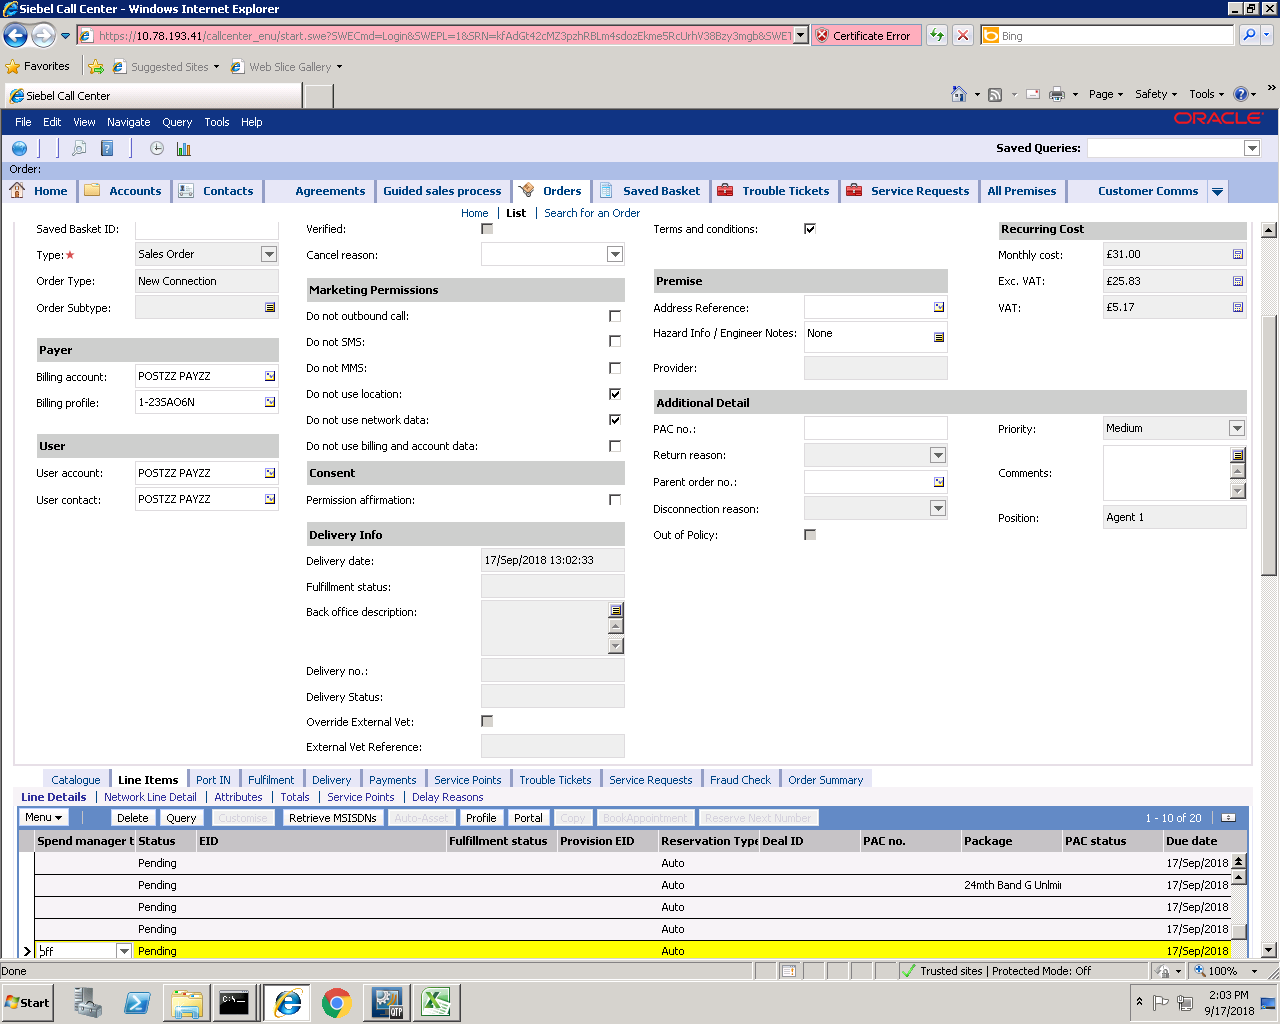 Siebel Call Center - Windows Internet Explorer
https://10.78.193.41/callcenter_enu/start.swe?SWECmd=Login&SWEPL=1&SRN=kfAdGt42cMZ3pzhRBLm4sdozEkme5RcUrhV38Bzy3mgb&SWET
Certificate Error
Bing
Favorites
Suggested Sites
Web Slice Gallery
Siebel Call Center
Page
Safety
Tools
File Edit View Navigate Query Tools Help
ORACLE
Saved Queries:
Order:
Home Accounts Contacts Agreements Guided sales process Orders Saved Basket Trouble Tickets Service Requests All Premises Customer Comms
Home | List | Search for an Order
Saved Basket ID:
Type:★ Sales Order
Order Type: New Connection
Order Subtype:
Payer
Billing account: POSTZZ PAYZZ
Billing profile: 1-23SAO6N
User
User account: POSTZZ PAYZZ
User contact: POSTZZ PAYZZ
Verified:
Cancel reason:
Marketing Permissions
Do not outbound call:
Do not SMS:
Do not MMS:
Do not use location:
Do not use network data:
Do not use billing and account data:
Consent
Permission affirmation:
Delivery Info
Delivery date: 17/Sep/2018 13:02:33
Fulfillment status:
Back office description:
Delivery no.:
Delivery Status:
Override External Vet:
External Vet Reference:
Terms and conditions:
Premise
Address Reference:
Hazard Info / Engineer Notes: None
Provider:
Additional Detail
PAC no.:
Return reason:
Parent order no.:
Disconnection reason:
Out of Policy:
Recurring Cost
Monthly cost: £31.00
Exc. VAT: £25.83
VAT: £5.17
Priority: Medium
Comments:
Position: Agent 1
Catalogue Line Items Port IN Fulfilment Delivery Payments Service Points Trouble Tickets Service Requests Fraud Check Order Summary
Line Details | Network Line Detail | Attributes | Totals | Service Points | Delay Reasons
Menu Delete Query Customise Retrieve MSISDNs Auto-Asset Profile Portal Copy BookAppointment Reserve Next Number 1 - 10 of 20
Spend manager t Status EID Fulfillment status Provision EID Reservation Type Deal ID PAC no. Package PAC status Due date
Pending Auto 17/Sep/2018
Pending Auto 24mth Band G Unlmi 17/Sep/2018
Pending Auto 17/Sep/2018
Pending Auto 17/Sep/2018
off Pending Auto 17/Sep/2018
Done
Trusted sites | Protected Mode: Off
100%
Start
QTP
2:03 PM
9/17/2018